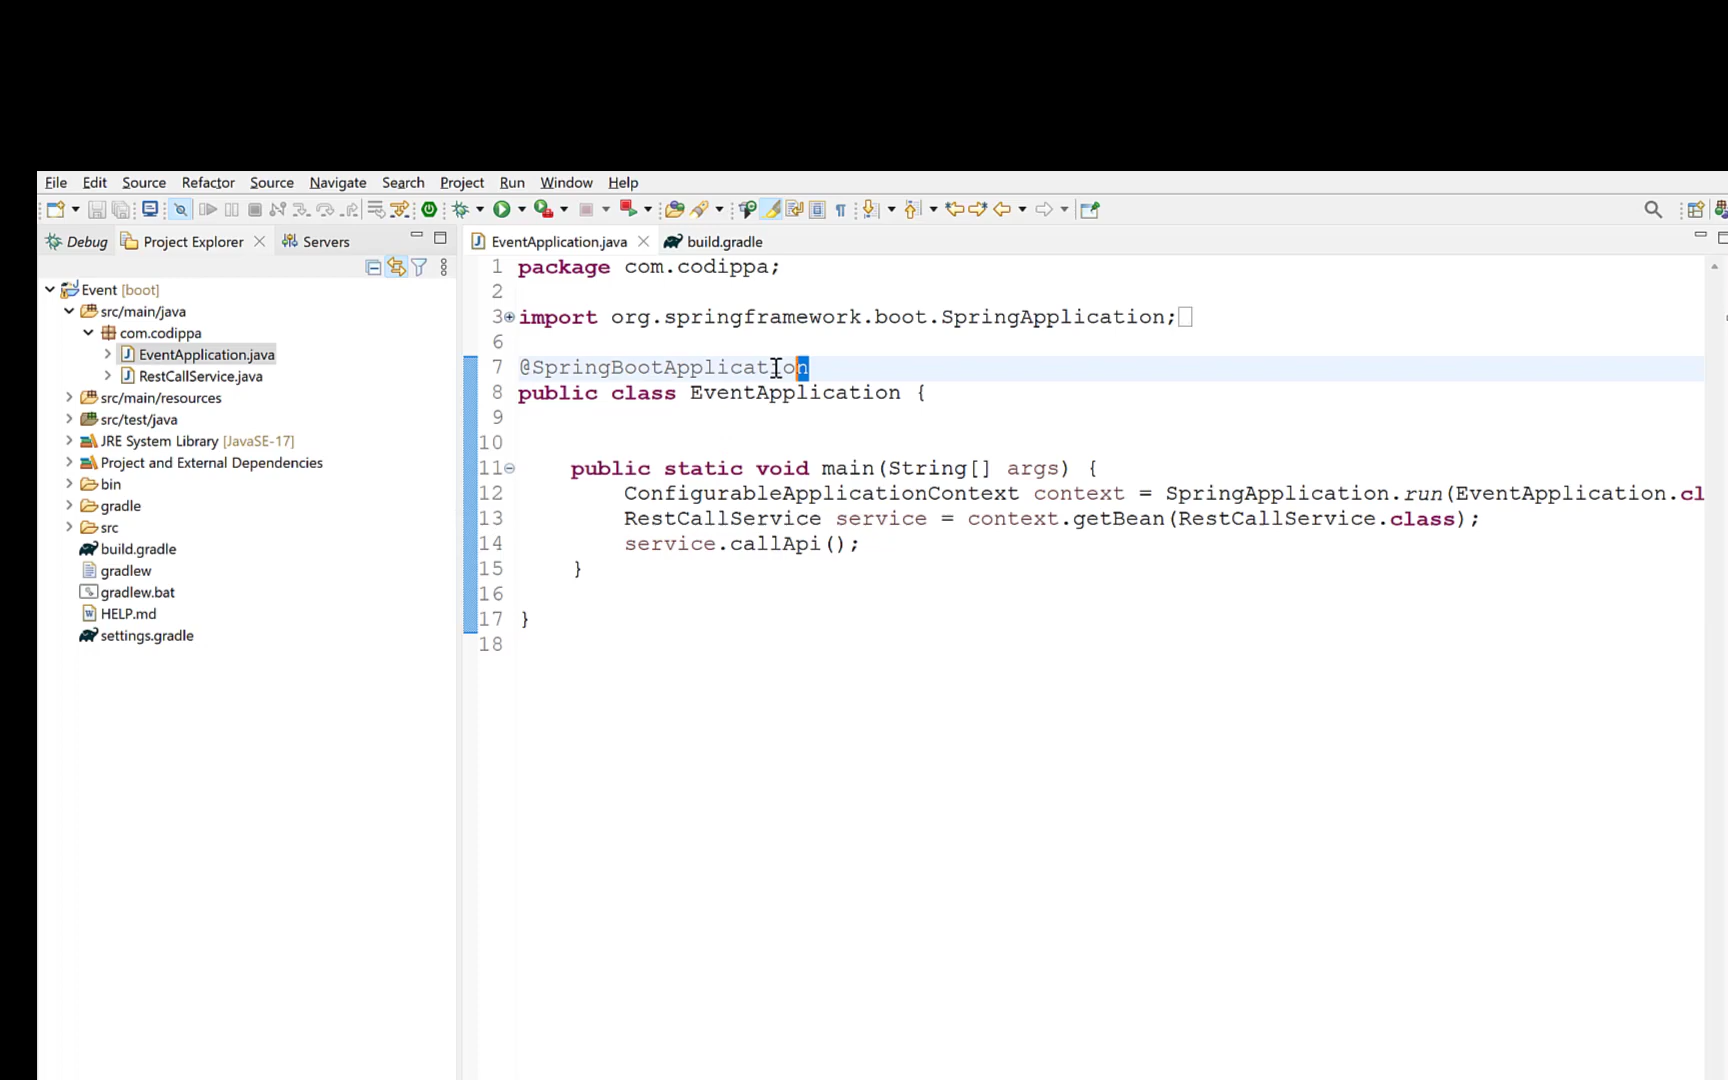 File Edit Source Refactor Source Navigate Search Project Run Window Help
Debug Project Explorer Servers
EventApplication.java build.gradle
Event [boot]
src/main/java
com.codippa
EventApplication.java
RestCallService.java
src/main/resources
src/test/java
JRE System Library [JavaSE-17]
Project and External Dependencies
bin
gradle
src
build.gradle
gradlew
gradlew.bat
HELP.md
settings.gradle
1 package com.codippa;
2
3 import org.springframework.boot.SpringApplication;
6
7 @SpringBootApplication
8 public class EventApplication {
9
10
11 public static void main(String[] args) {
12 ConfigurableApplicationContext context = SpringApplication.run(EventApplication.cl
13 RestCallService service = context.getBean(RestCallService.class);
14 service.callApi();
15 }
16
17 }
18